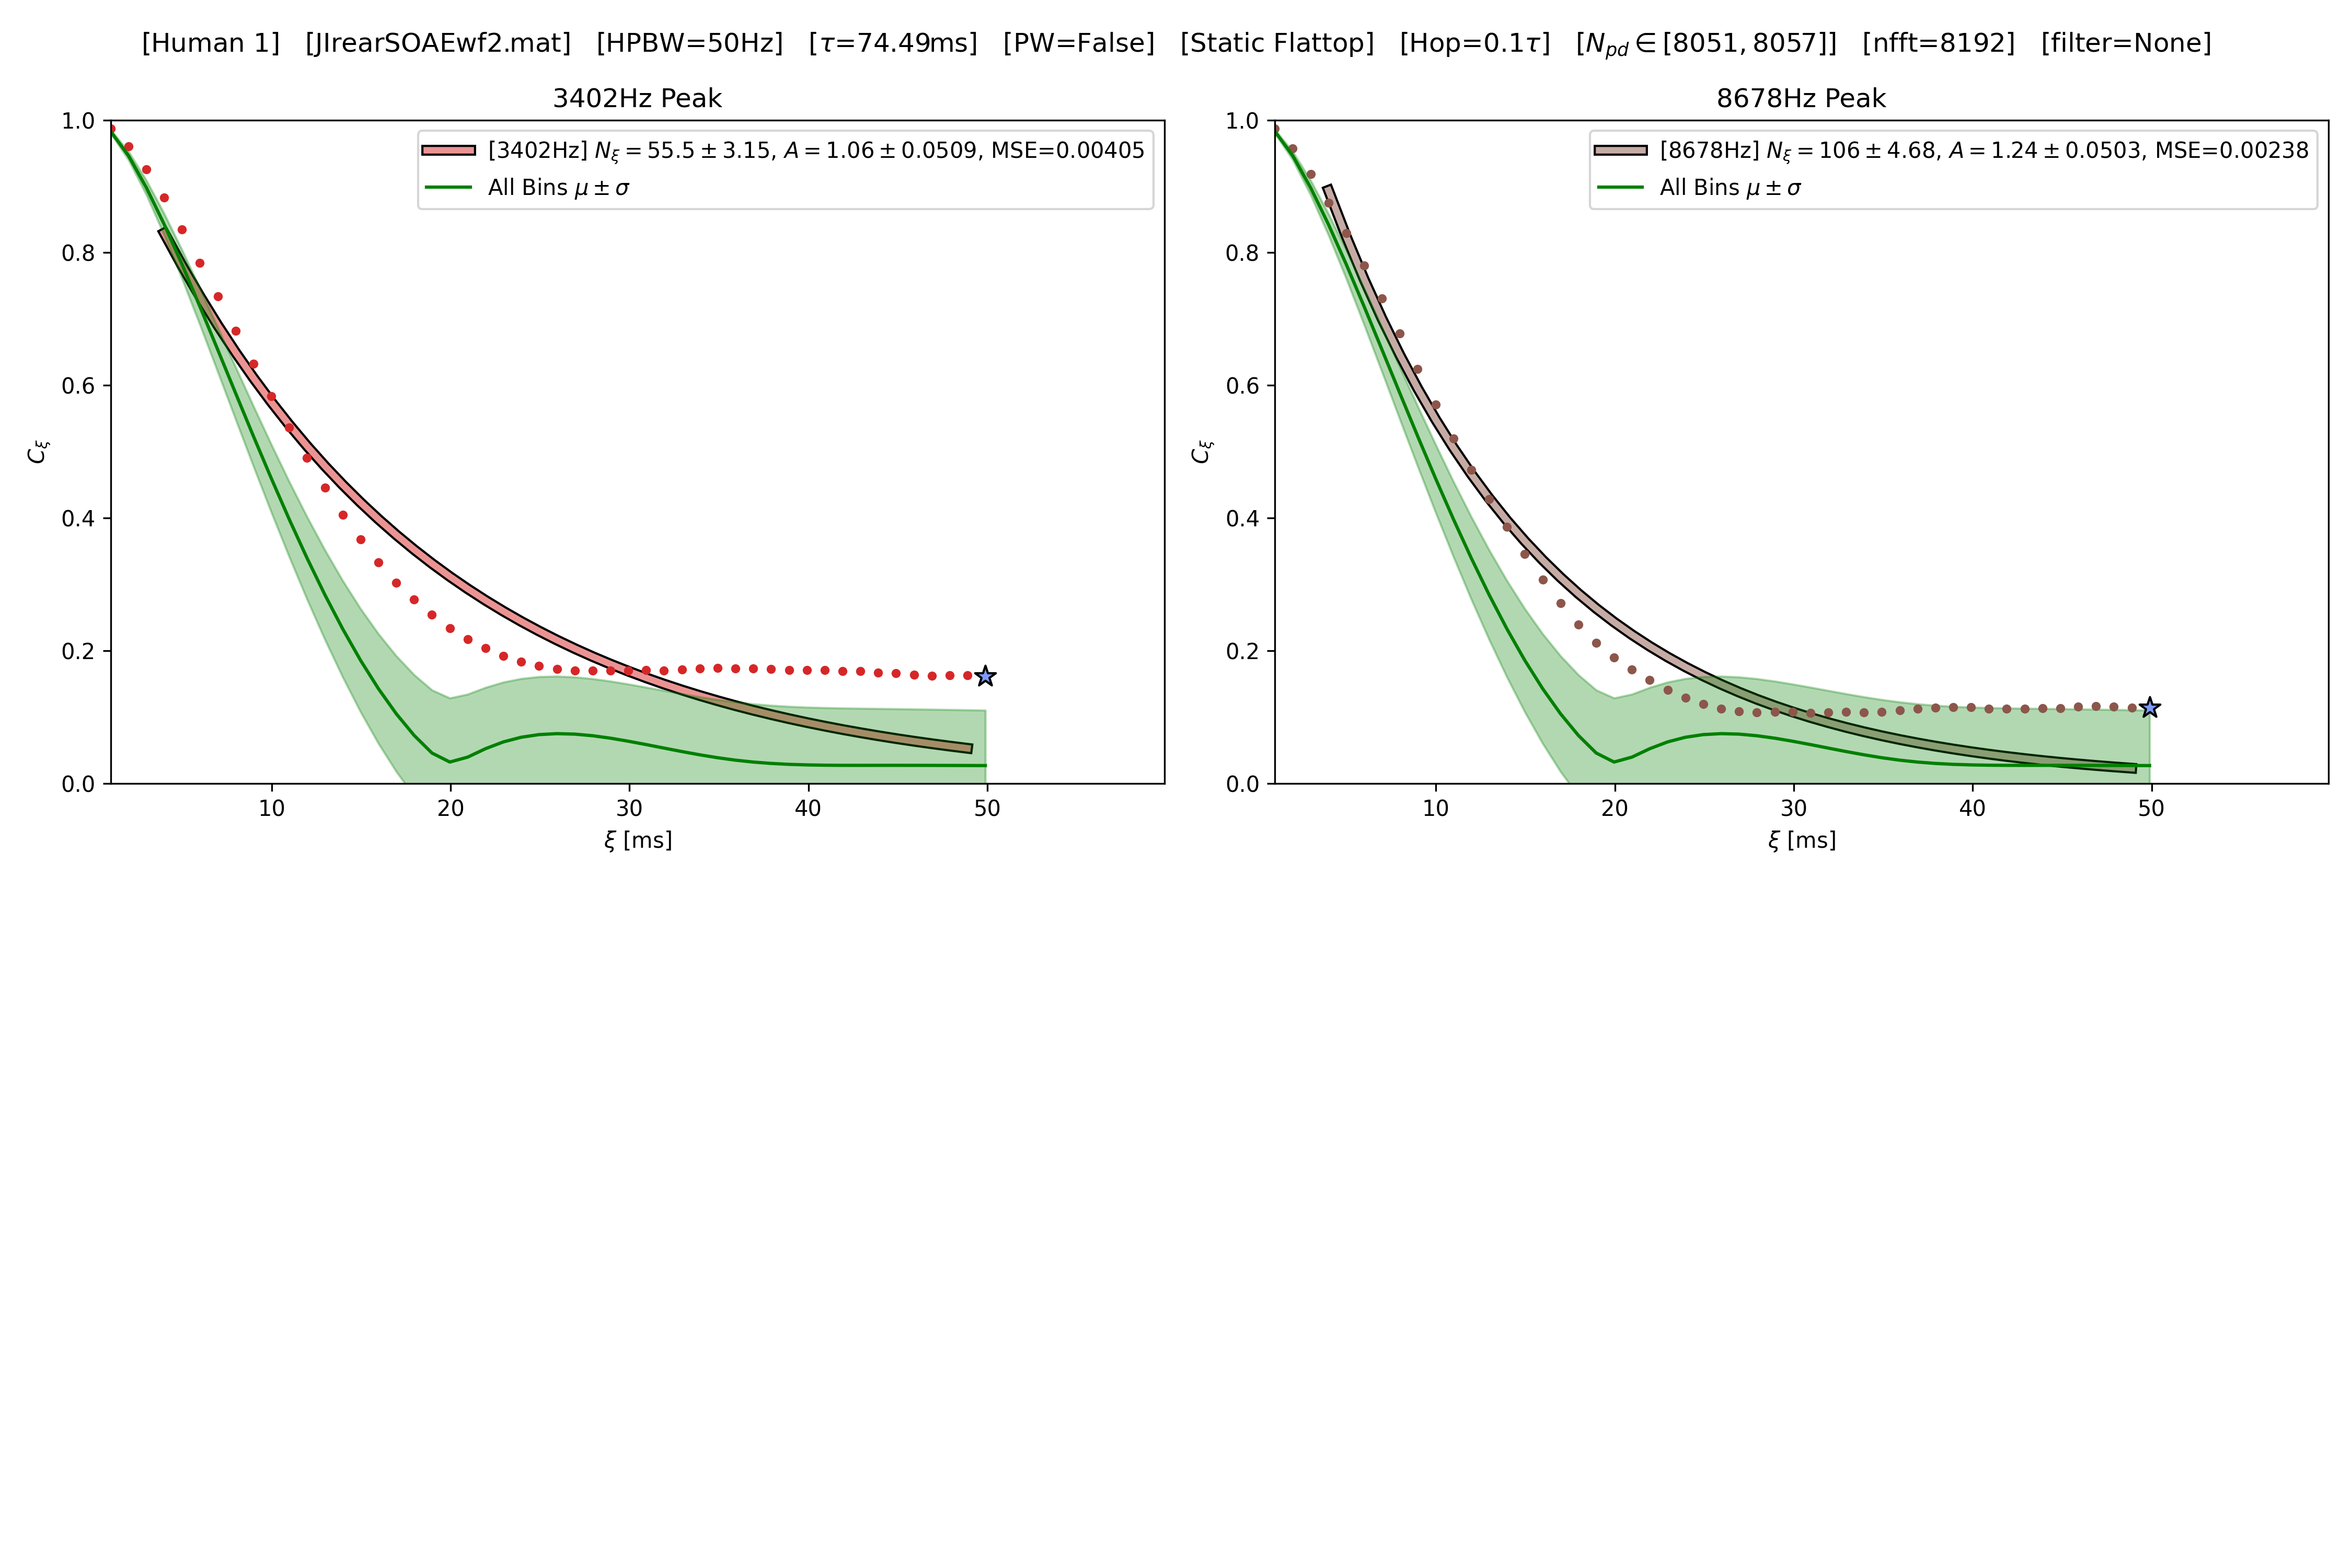 [Human 1] [JIrearSOAEwf2.mat] [HPBW=50Hz] [τ=74.49ms] [PW=False] [Static Flattop] [Hop=0.1τ] [N_pd ∈ [8051, 8057]] [nfft=8192] [filter=None]
3402Hz Peak
[3402Hz] N_ξ = 55.5 ± 3.15, A = 1.06 ± 0.0509, MSE=0.00405
All Bins μ ± σ
1.0
0.8
0.6
0.4
0.2
0.0
C_ξ
10 20 30 40 50
ξ [ms]
8678Hz Peak
[8678Hz] N_ξ = 106 ± 4.68, A = 1.24 ± 0.0503, MSE=0.00238
All Bins μ ± σ
1.0
0.8
0.6
0.4
0.2
0.0
C_ξ
10 20 30 40 50
ξ [ms]